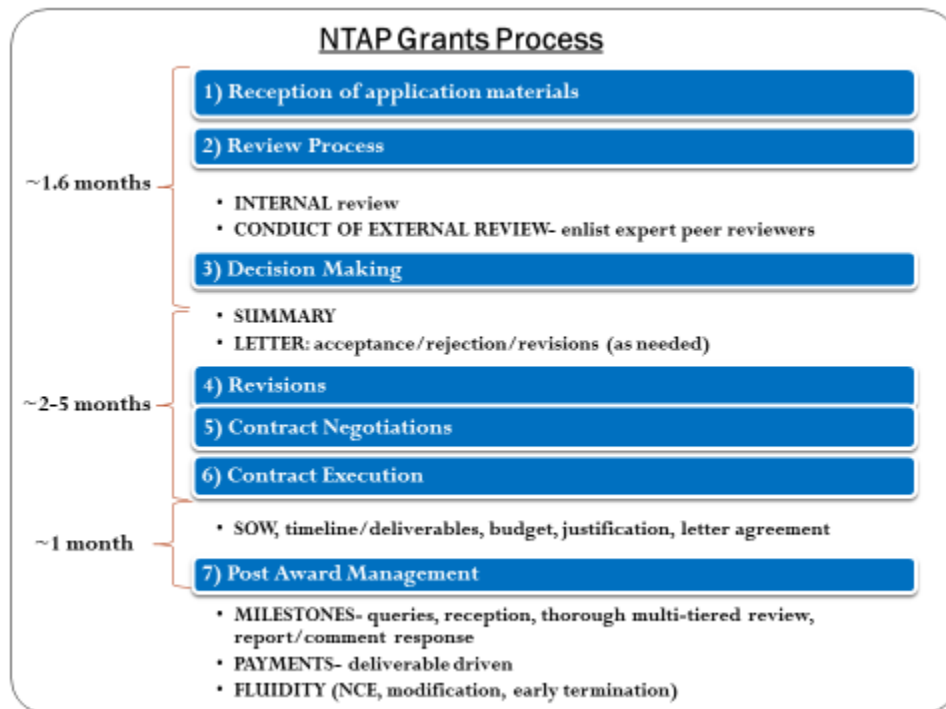 NTAP Grants Process
1) Reception of application materials
2) Review Process
~1.6 months
• INTERNAL review
• CONDUCT OF EXTERNAL REVIEW- enlist expert peer reviewers
3) Decision Making
• SUMMARY
• LETTER: acceptance/rejection/revisions (as needed)
4) Revisions
~2-5 months
5) Contract Negotiations
6) Contract Execution
• SOW, timeline/deliverables, budget, justification, letter agreement
~1 month
7) Post Award Management
• MILESTONES- queries, reception, thorough multi-tiered review,
report/comment response
• PAYMENTS- deliverable driven
• FLUIDITY (NCE, modification, early termination)